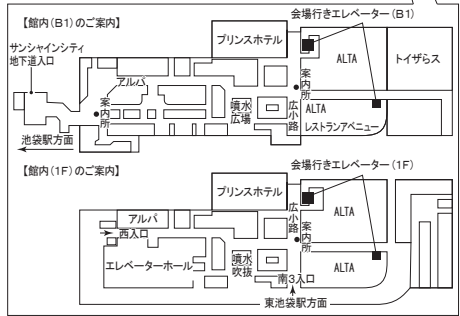 【館内(B1)のご案内】
会場行きエレベーター(B1)
サンシャインシティ
地下道入口
プリンスホテル
ALTA
トイザらス
アルパ
案内所
案内所
噴水
広場
広小路
ALTA
レストランアベニュー
池袋駅方面
【館内(1F)のご案内】
会場行きエレベーター(1F)
プリンスホテル
ALTA
アルパ
広小路
案内所
西入口
エレベーターホール
噴水
吹抜
ALTA
南3入口
東池袋駅方面